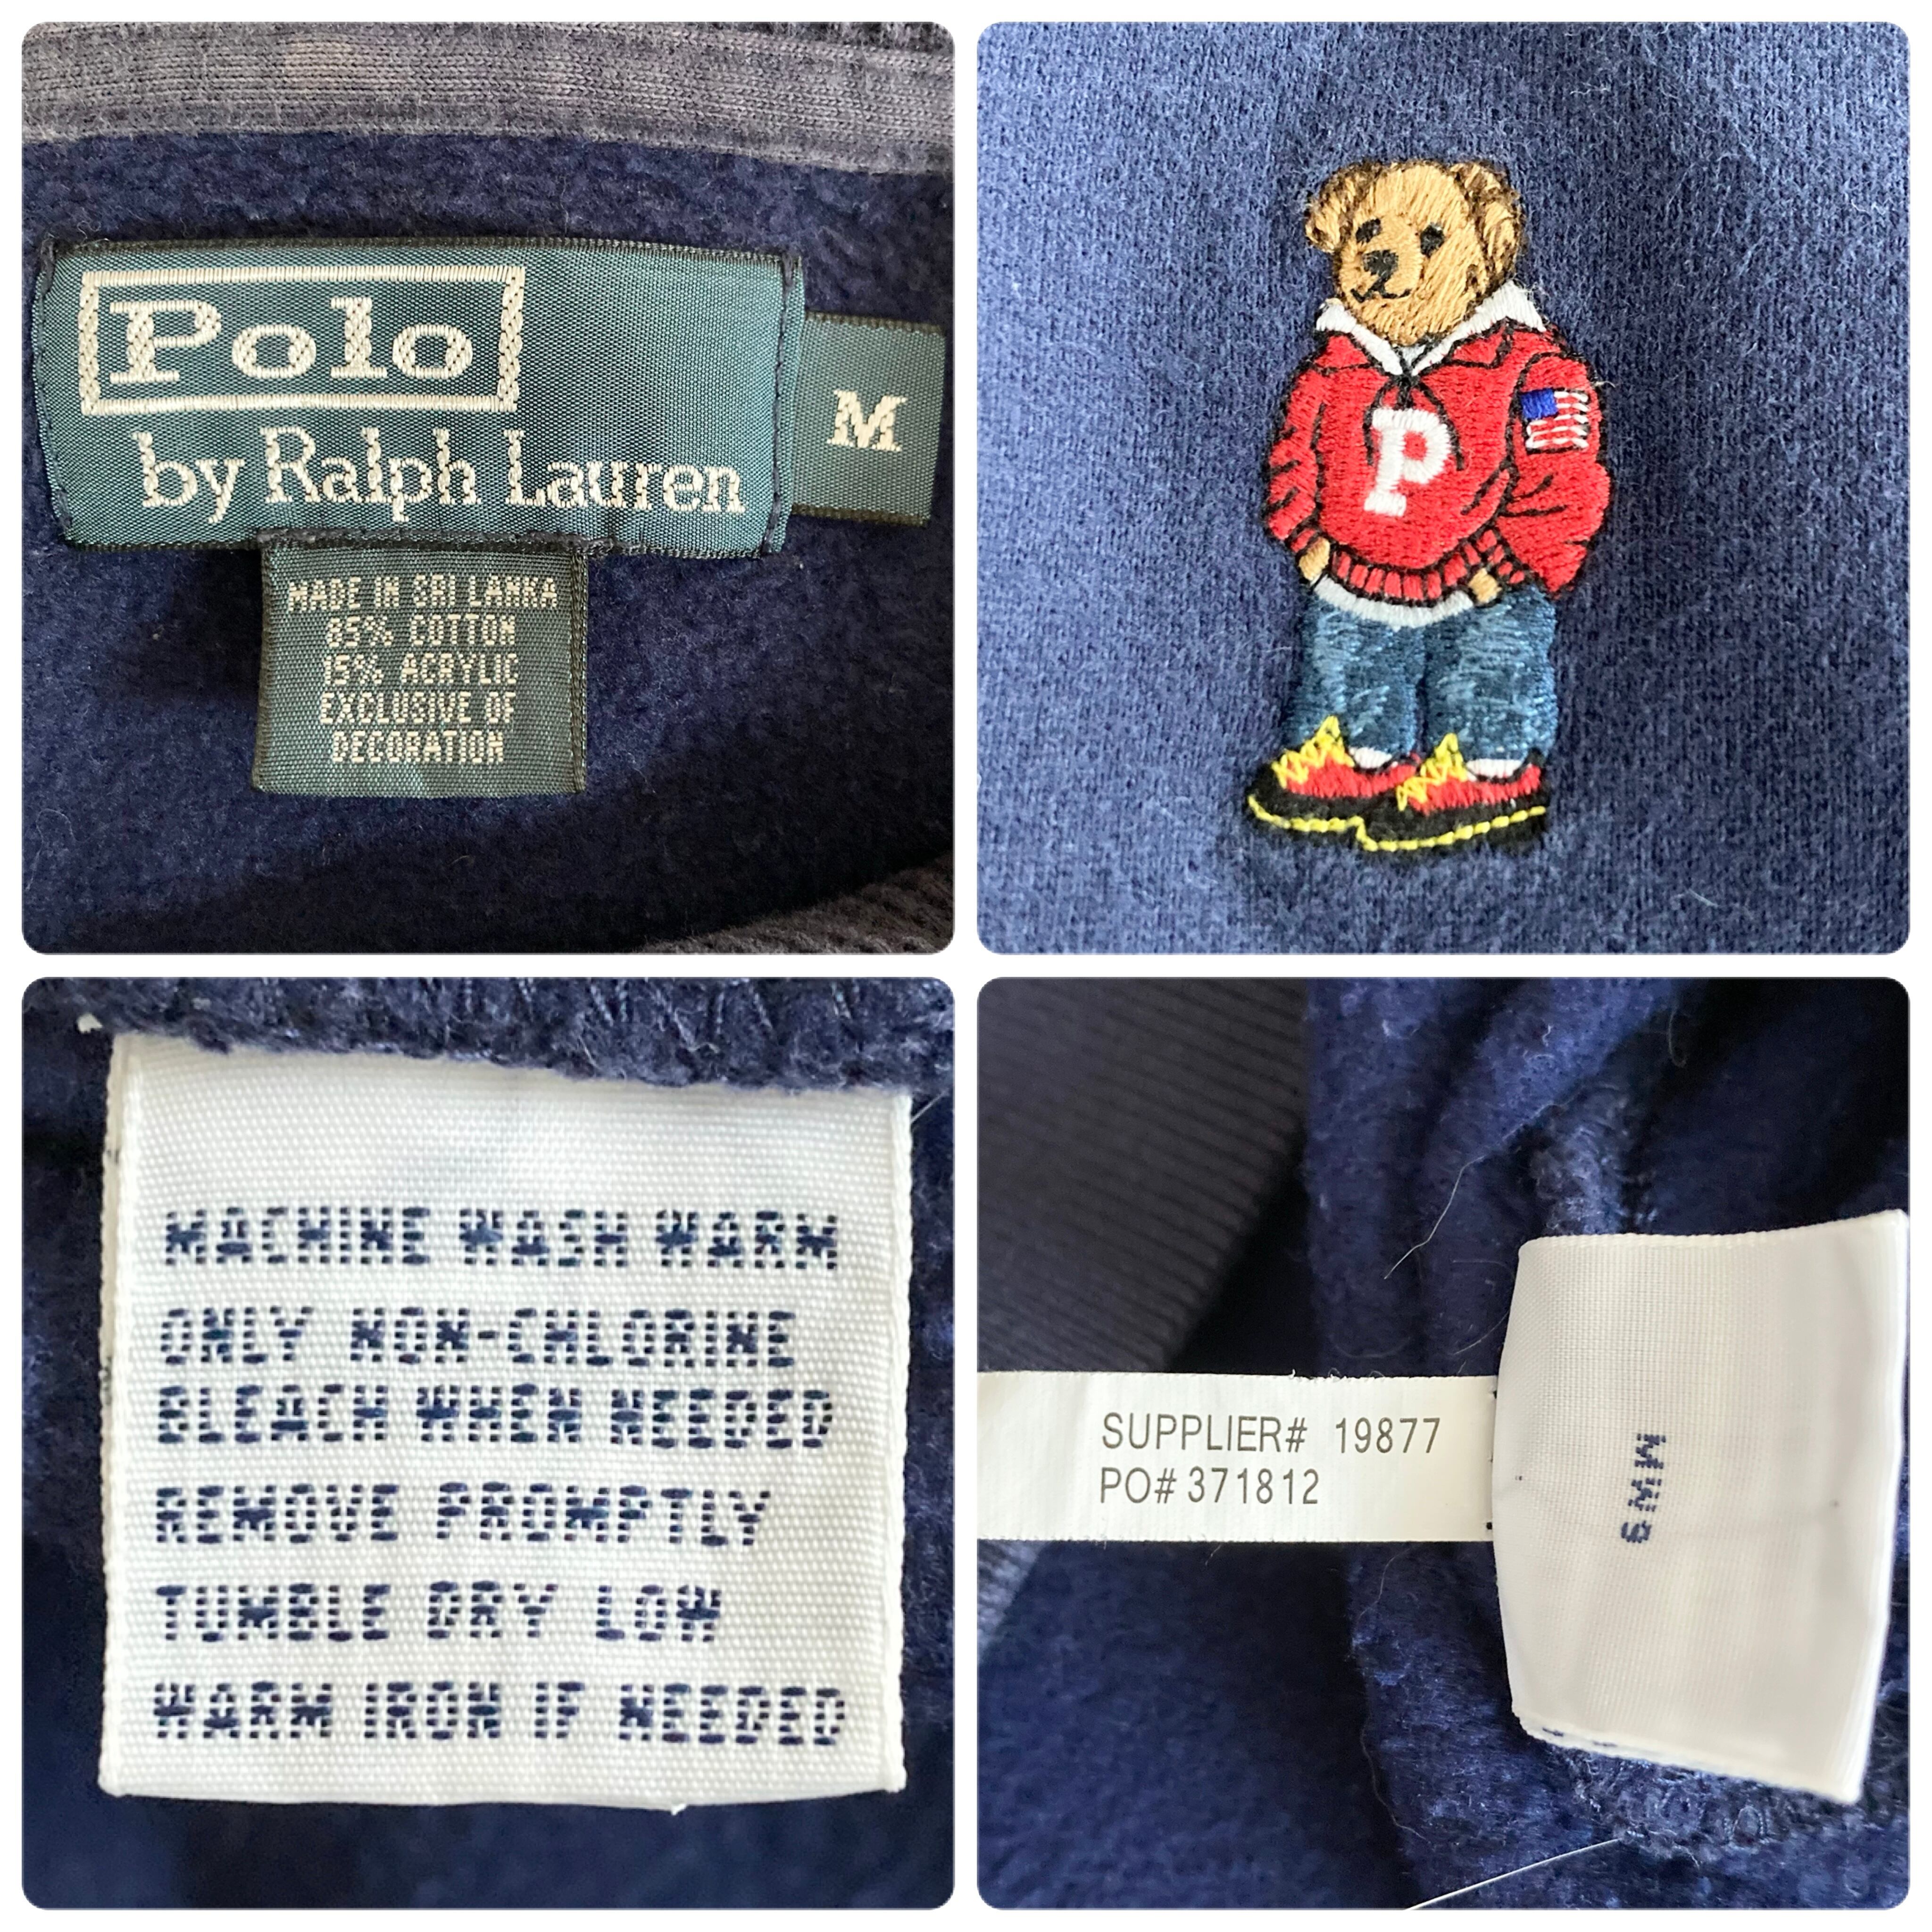 Polo
by Ralph Lauren
M
MADE IN SRI LANKA
85% COTTON
15% ACRYLIC
EXCLUSIVE OF
DECORATION
P
MACHINE WASH WARM
ONLY NON-CHLORINE
BLEACH WHEN NEEDED
REMOVE PROMPTLY
TUMBLE DRY LOW
WARM IRON IF NEEDED
SUPPLIER# 19877
PO# 371812
MW9